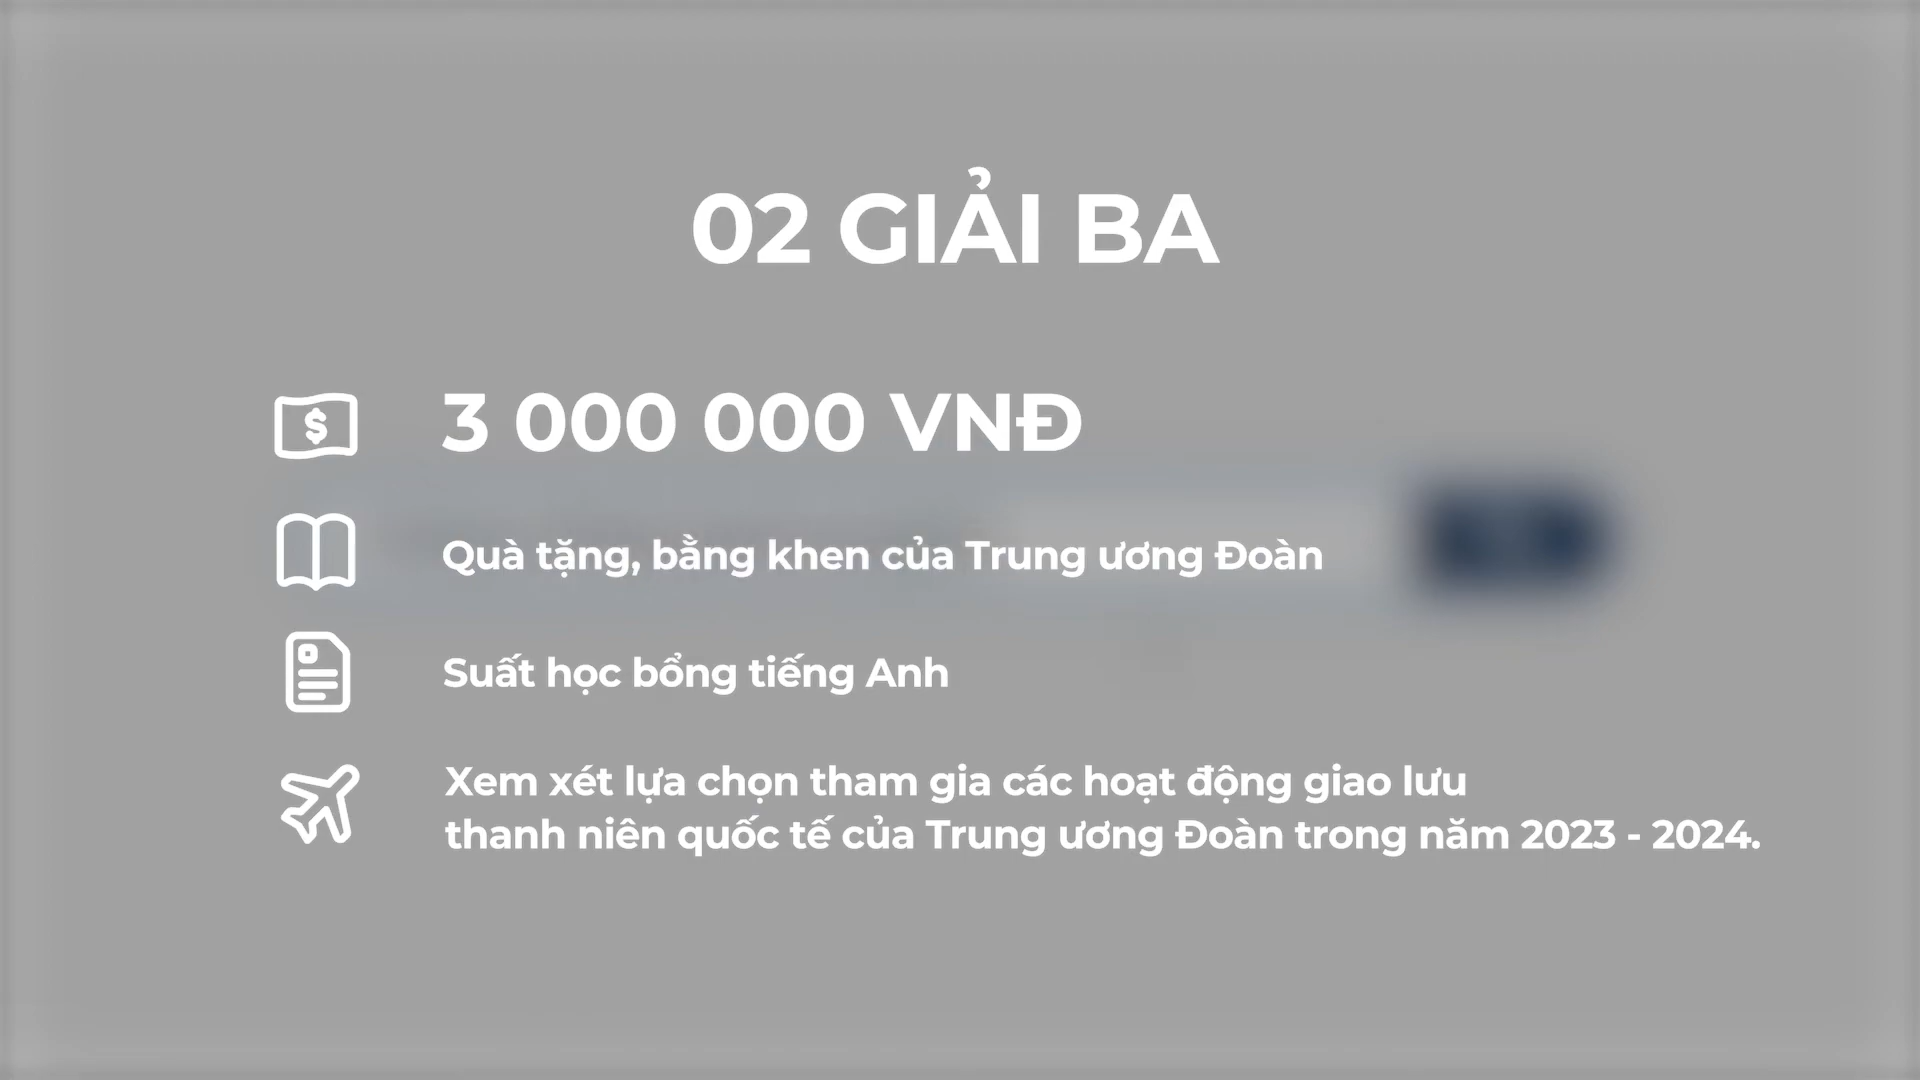 02 GIẢI BA
3 000 000 VNĐ
Quà tặng, bằng khen của Trung ương Đoàn
Suất học bổng tiếng Anh
Xem xét lựa chọn tham gia các hoạt động giao lưu
thanh niên quốc tế của Trung ương Đoàn trong năm 2023 - 2024.